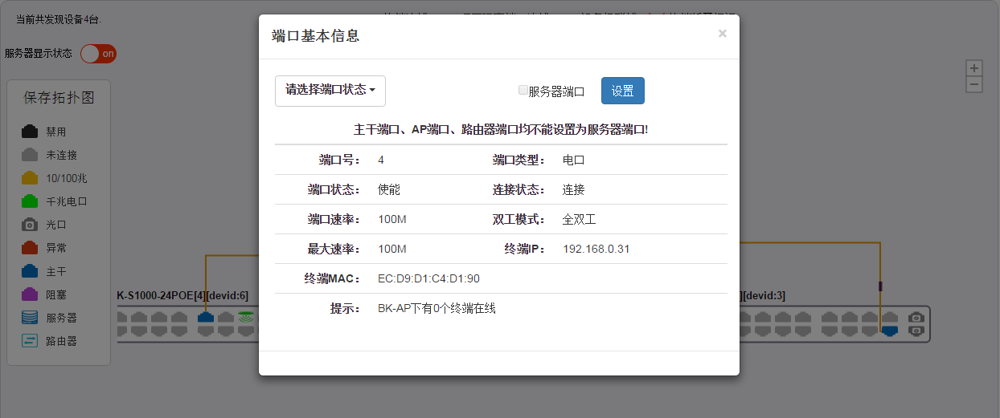 当前共发现设备4台.
服务器显示状态 on
保存拓扑图
禁用
未连接
10/100兆
千兆电口
光口
异常
主干
阻塞
服务器
路由器
K-S1000-24POE[4][devid:6]
][devid:3]
端口基本信息 ×
请选择端口状态
服务器端口
设置
主干端口、AP端口、路由器端口均不能设置为服务器端口!
端口号： 4 端口类型： 电口
端口状态： 使能 连接状态： 连接
端口速率： 100M 双工模式： 全双工
最大速率： 100M 终端IP： 192.168.0.31
终端MAC： EC:D9:D1:C4:D1:90
提示： BK-AP下有0个终端在线